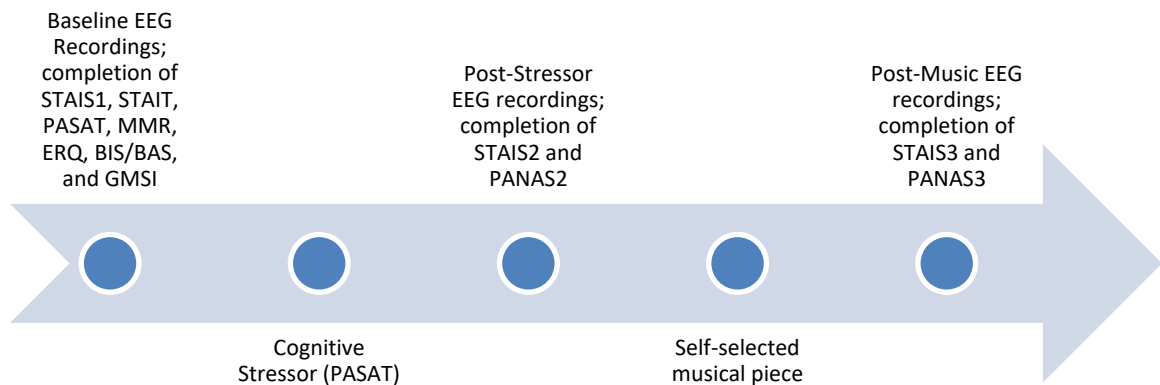 Baseline EEG
Recordings;
completion of
STAIS1, STAIT,
PASAT, MMR,
ERQ, BIS/BAS,
and GMSI
Cognitive
Stressor (PASAT)
Post-Stressor
EEG recordings;
completion of
STAIS2 and
PANAS2
Self-selected
musical piece
Post-Music EEG
recordings;
completion of
STAIS3 and
PANAS3